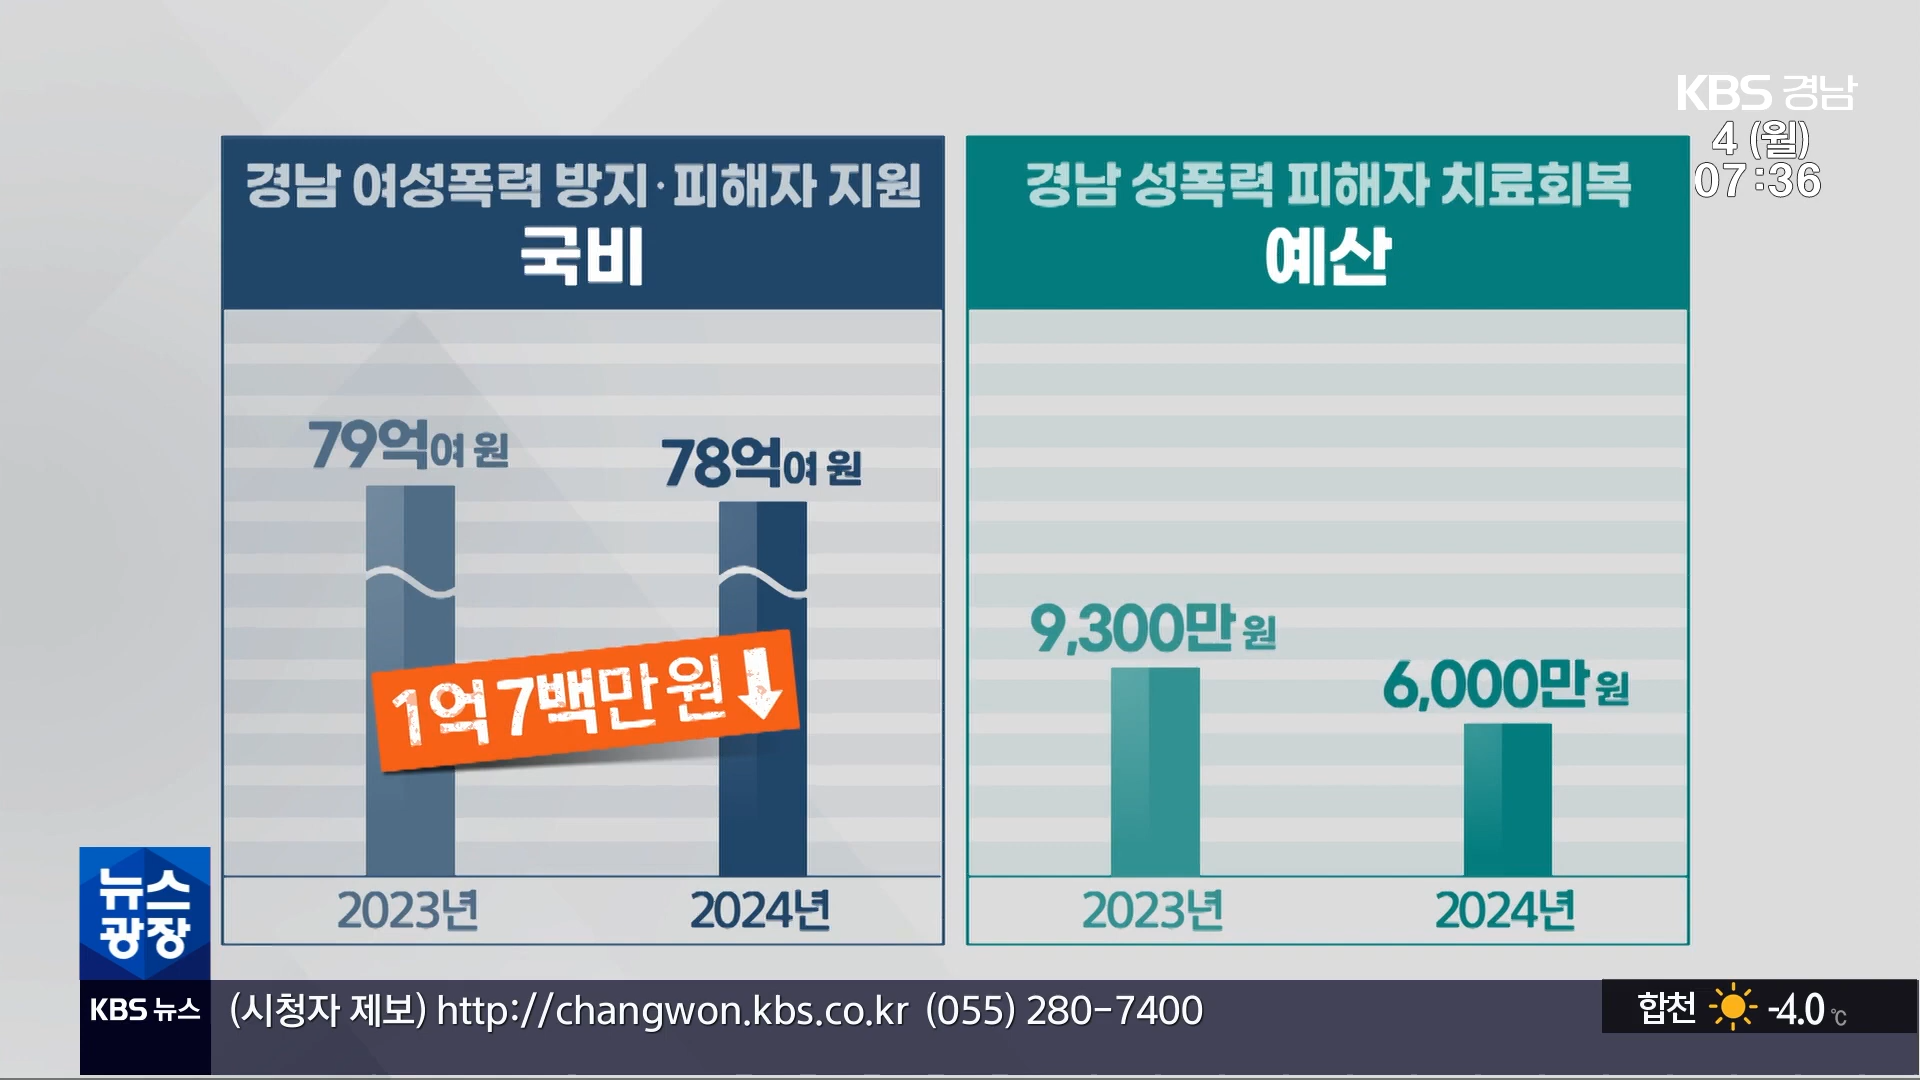 KBS 경남
4 (월)
07:36
경남 여성폭력 방지·피해자 지원
국비
79억여 원
78억여 원
1억 7백만 원
2023년
2024년
경남 성폭력 피해자 치료회복
예산
9,300만 원
6,000만 원
2023년
2024년
뉴스
광장
KBS 뉴스
(시청자 제보) http://changwon.kbs.co.kr (055) 280-7400
합천 -4.0 ℃